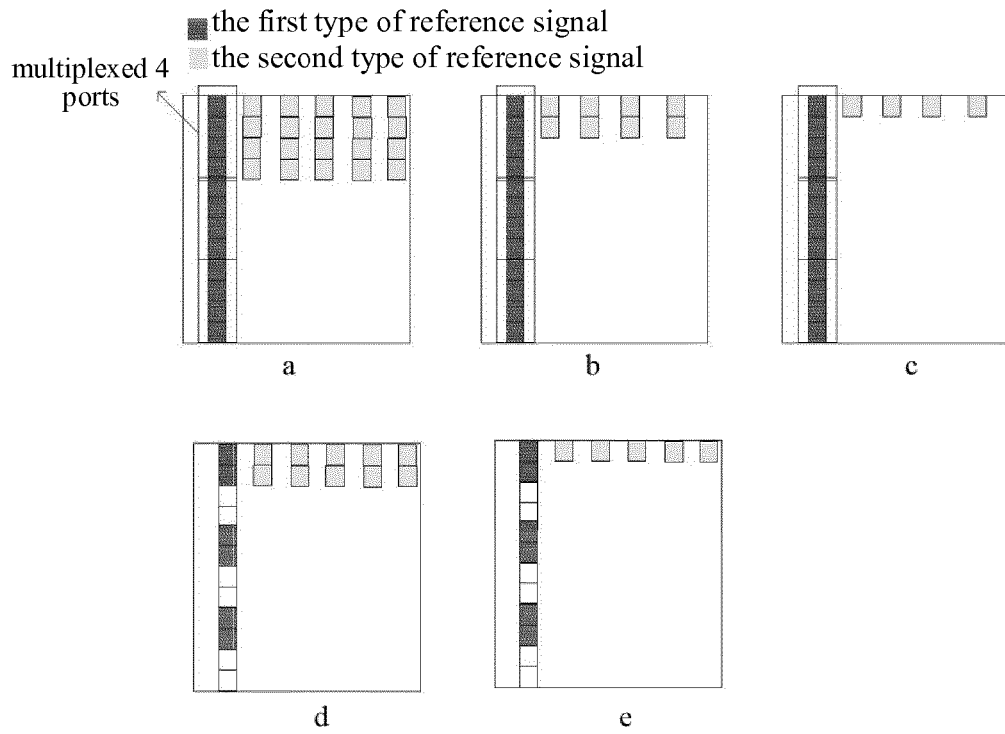 the first type of reference signal
the second type of reference signal
multiplexed 4
ports
a
b
c
d
e